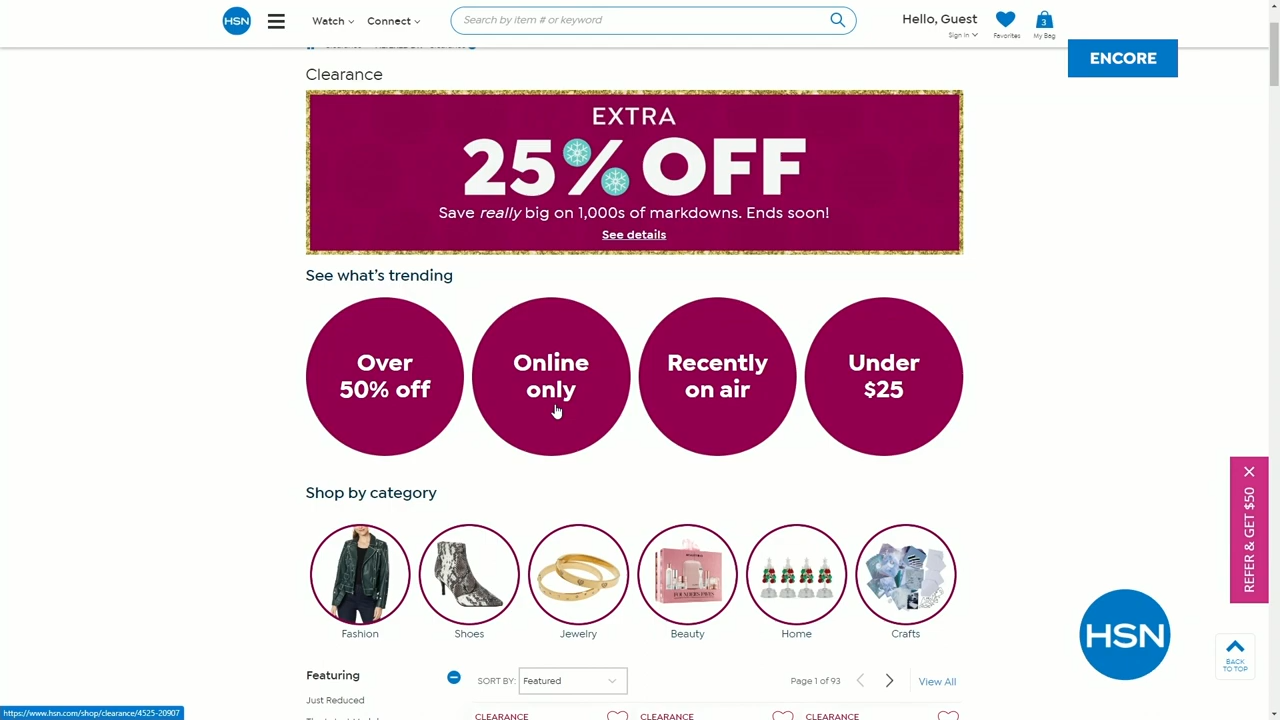 HSN
Watch
Connect
Search by item # or keyword
Hello, Guest
Sign In
Favorites
3
My Bag
ENCORE
Clearance
EXTRA
25% OFF
Save really big on 1,000s of markdowns. Ends soon!
See details
See what's trending
Over
50% off
Online
only
Recently
on air
Under
$25
Shop by category
Fashion
Shoes
Jewelry
Beauty
Home
Crafts
REFER & GET $50
HSN
BACK
TO TOP
Featuring
SORT BY: Featured
Page 1 of 93
View All
Just Reduced
CLEARANCE
CLEARANCE
CLEARANCE
https://www.hsn.com/shop/clearance/4525-20907